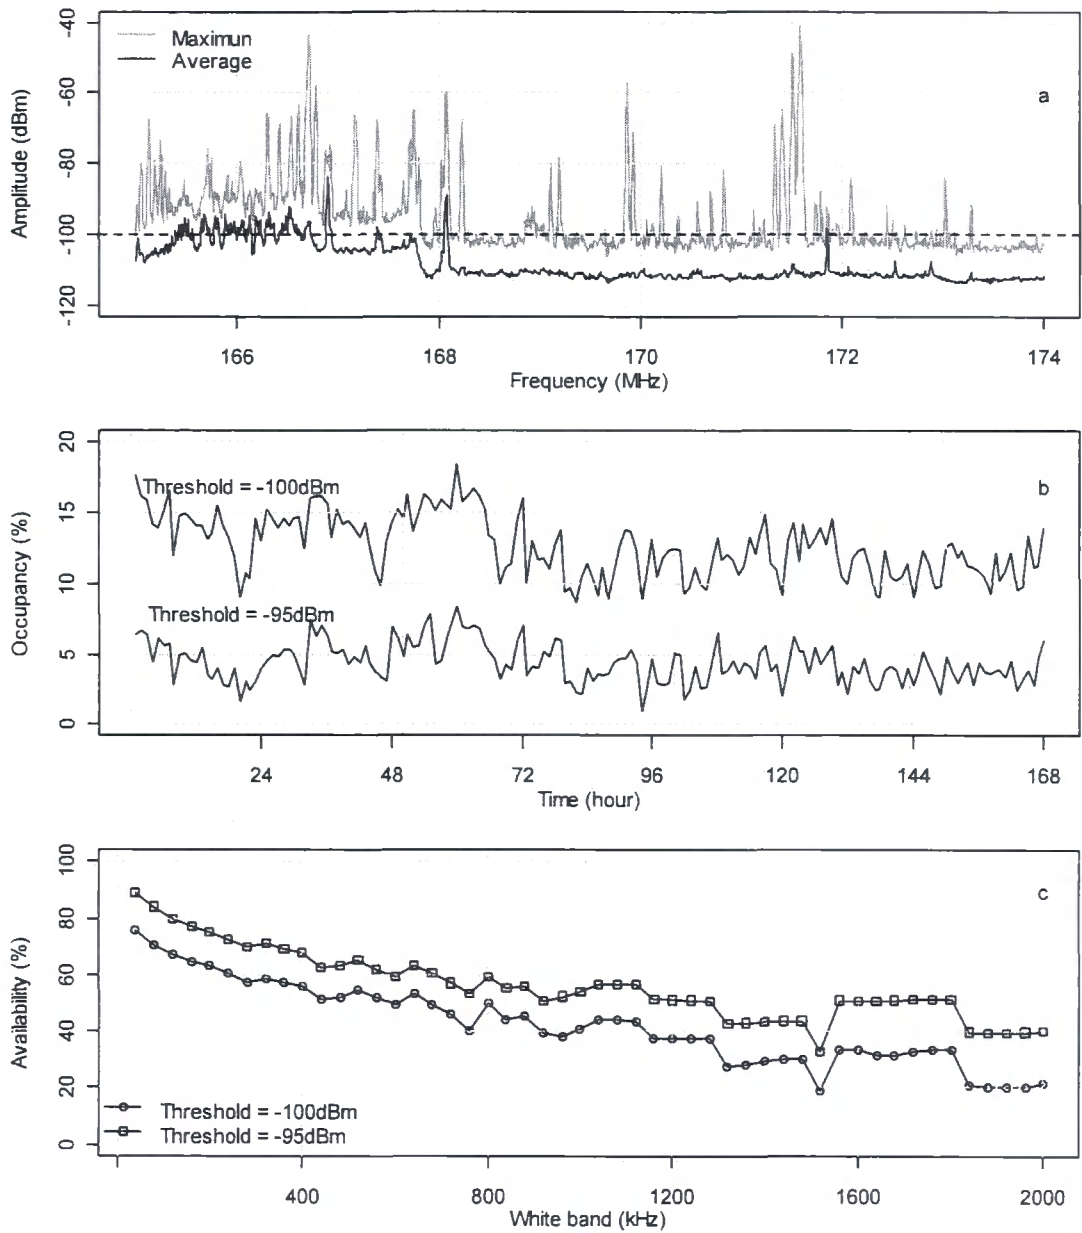 -40
-60
-80
-100
-120
Amplitude (dBm)
Maximun
Average
a
166
168
170
172
174
Frequency (MHz)
20
15
10
5
0
Occupancy (%)
Threshold = -100dBm
b
Threshold = -95dBm
24
48
72
96
120
144
168
Time (hour)
100
80
60
40
20
0
Availability (%)
c
Threshold = -100dBm
Threshold = -95dBm
400
800
1200
1600
2000
White band (kHz)